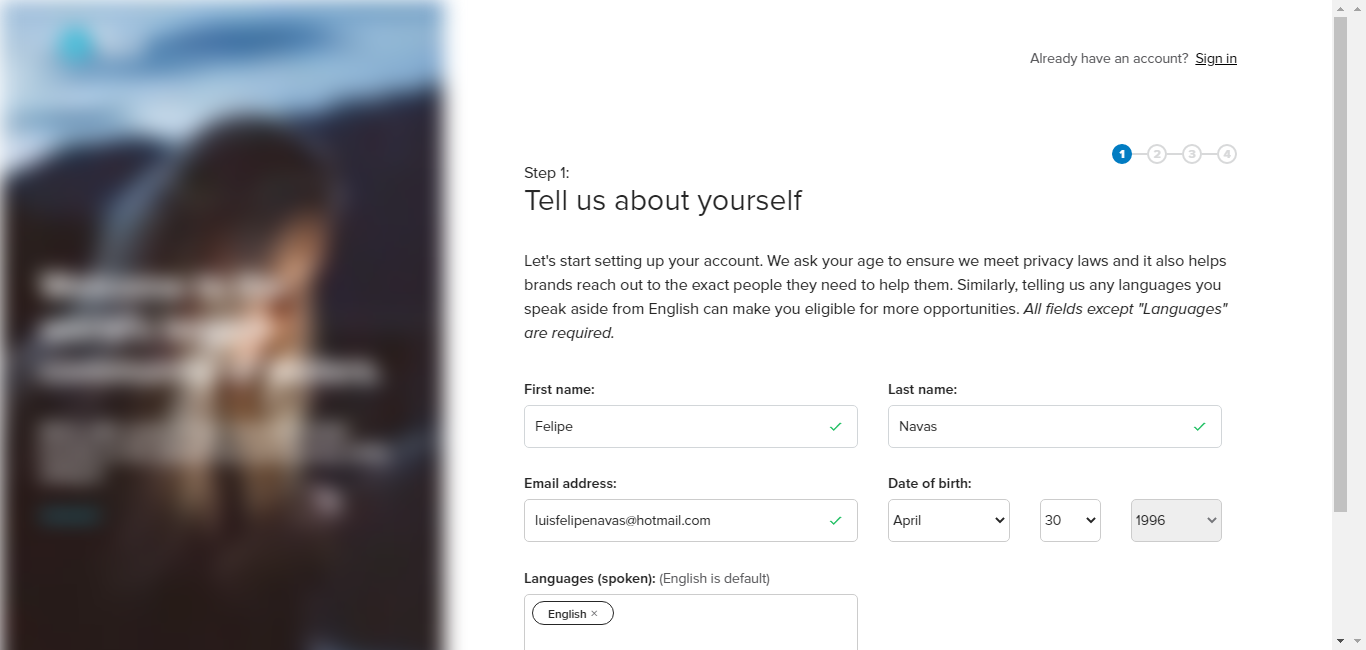 Already have an account? Sign in
1 2 3 4
Step 1:
Tell us about yourself
Let's start setting up your account. We ask your age to ensure we meet privacy laws and it also helps
brands reach out to the exact people they need to help them. Similarly, telling us any languages you
speak aside from English can make you eligible for more opportunities. All fields except "Languages"
are required.
First name: Last name:
Felipe Navas
Email address: Date of birth:
luisfelipenavas@hotmail.com April 30 1996
Languages (spoken): (English is default)
English ×